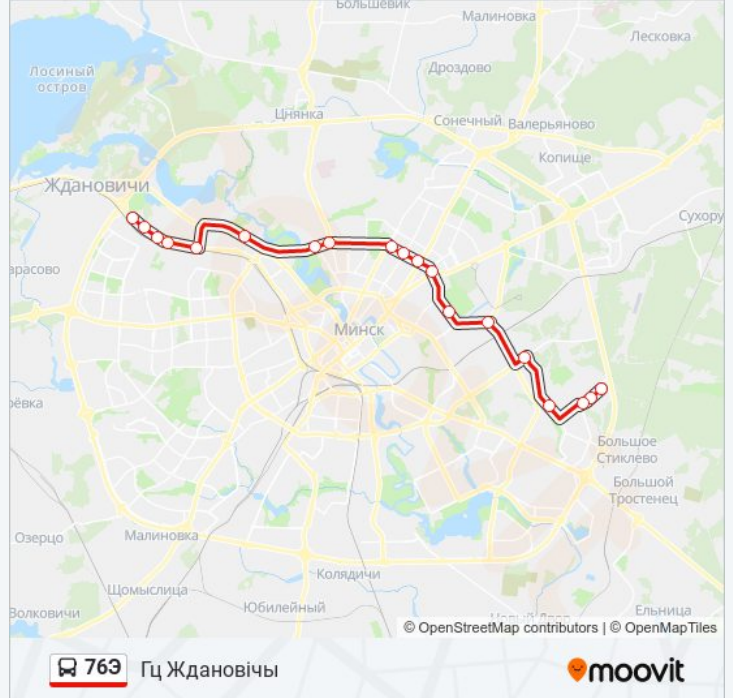 Большевик
Малиновка
Лесковка
Лосиный
остров
Дроздово
Цнянка
Сонечный
Валерьяново
Копище
Ждановичи
Сухору
арасово
Минск
рёвка
Большое
Стиклево
Большой
Тростенец
Озерцо
Малиновка
Колядичи
Щомыслица
Юбилейный
Волковичи
Ельница
© OpenStreetMap contributors | © OpenMapTiles
76Э Гц Ждановічы
moovit